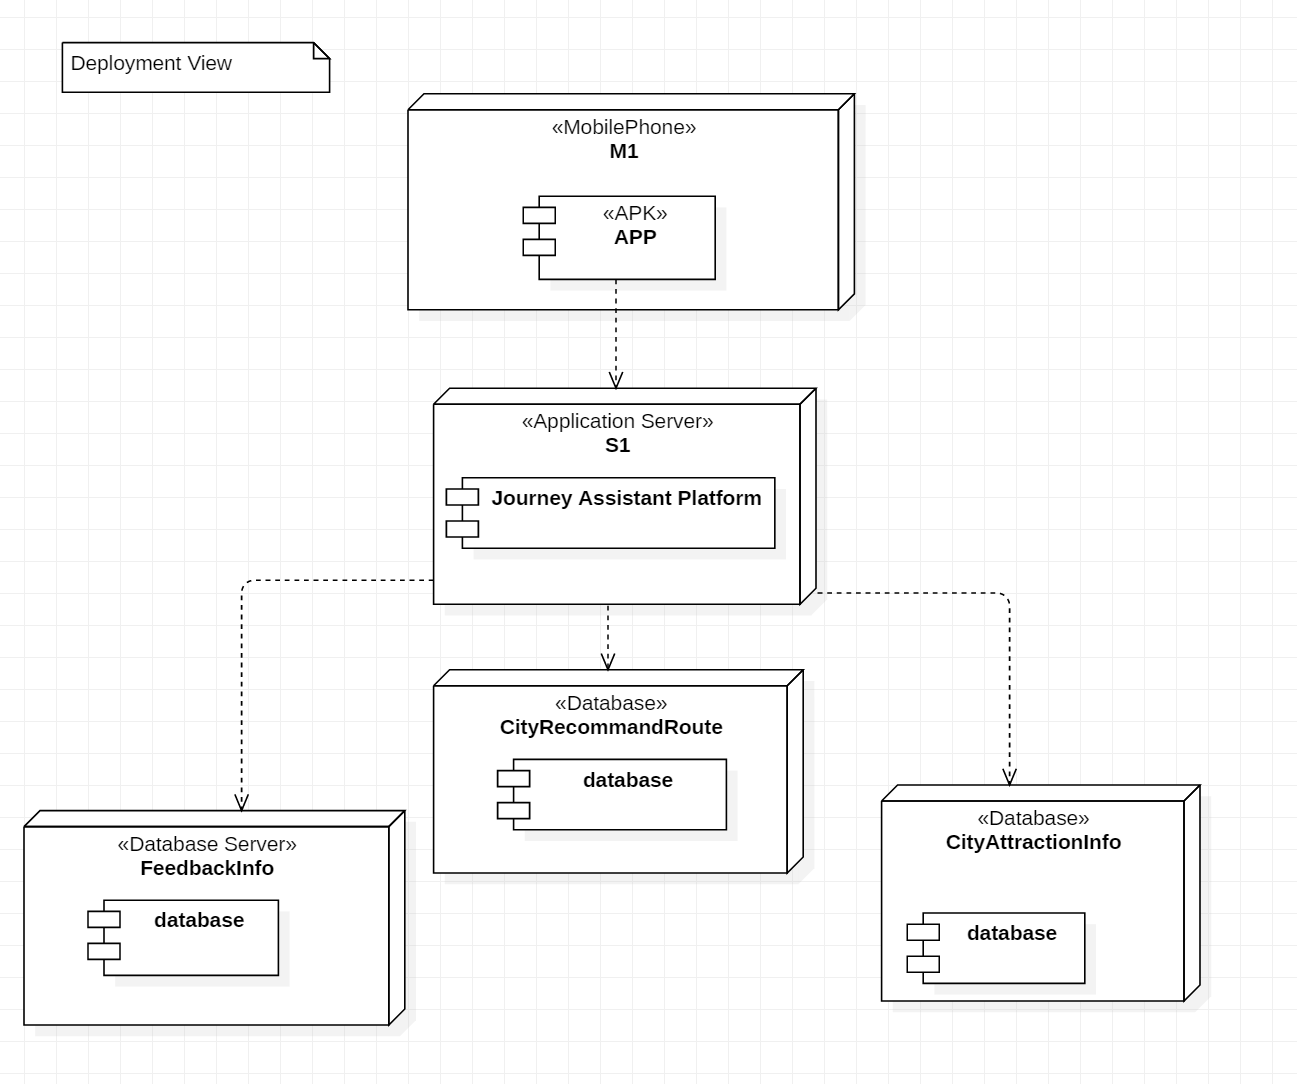 Deployment View
«MobilePhone»
M1
«APK»
APP
«Application Server»
S1
Journey Assistant Platform
«Database»
CityRecommandRoute
database
«Database Server»
FeedbackInfo
database
«Database»
CityAttractionInfo
database